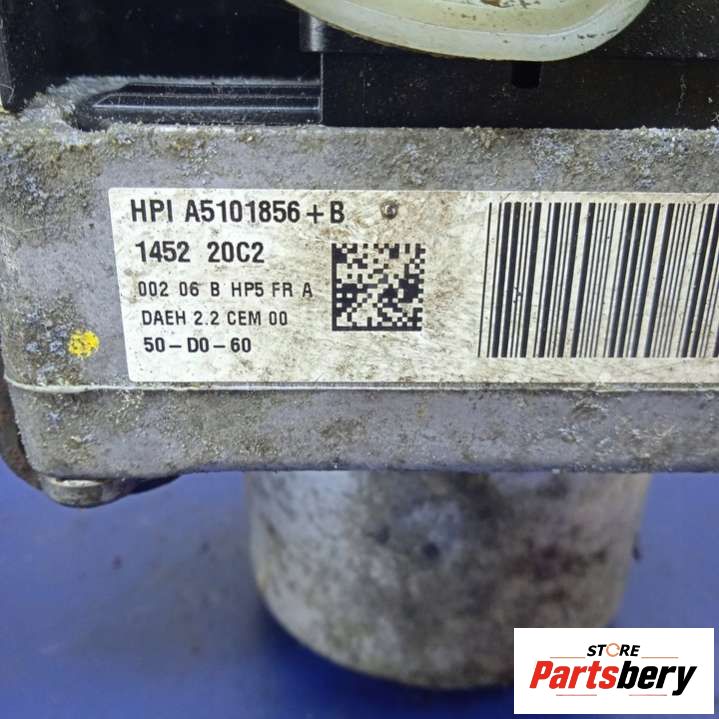 HPI A5101856+B
1452 20C2
002 06 B HP5 FR A
DAEH 2.2 CEM 00
50-D0-60
STORE
Partsbery